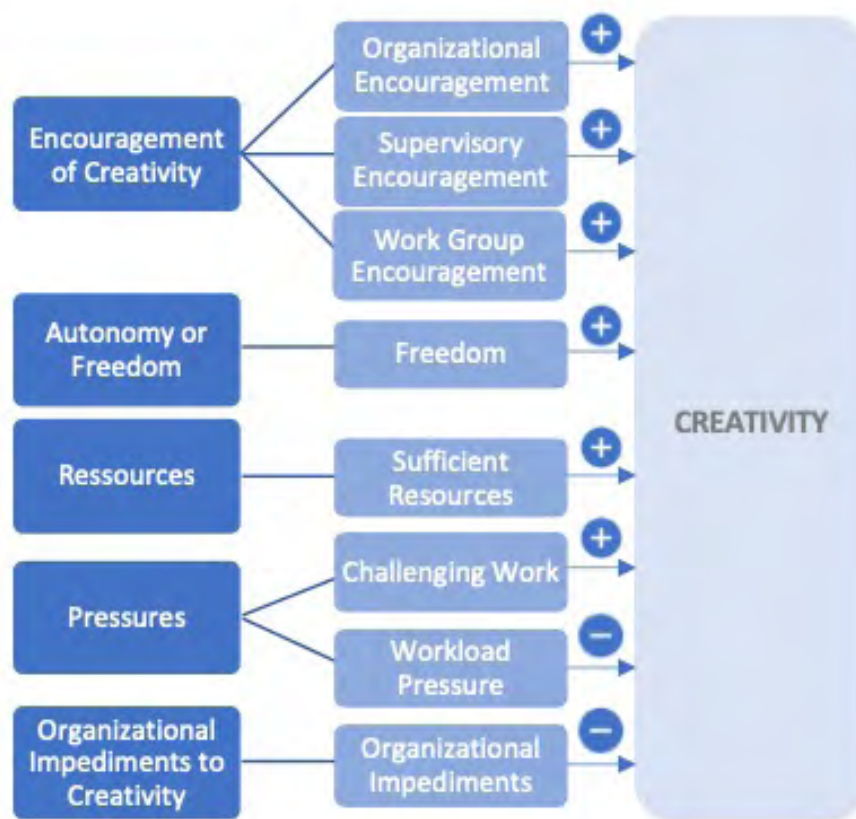 Encouragement
of Creativity
Organizational
Encouragement
+
Supervisory
Encouragement
+
Work Group
Encouragement
+
Autonomy or
Freedom
Freedom
+
Ressources
Sufficient
Resources
+
Pressures
Challenging Work
+
Workload
Pressure
−
Organizational
Impediments to
Creativity
Organizational
Impediments
−
CREATIVITY